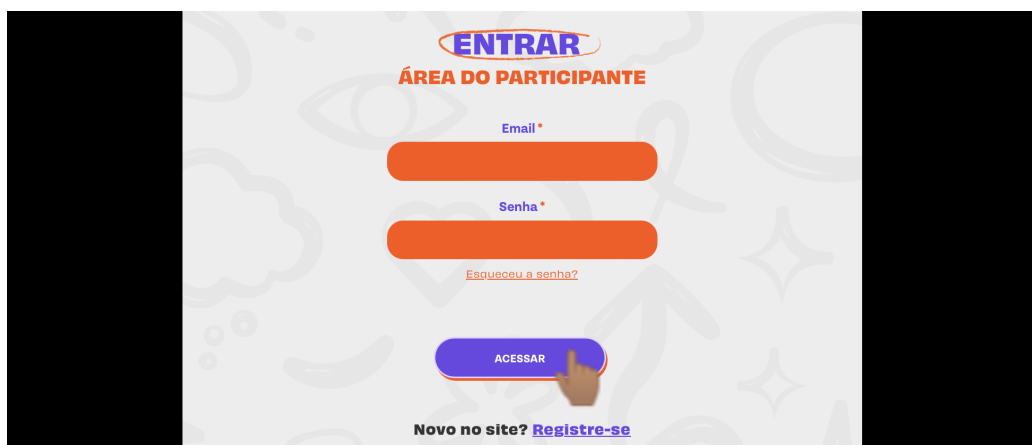 ENTRAR
ÁREA DO PARTICIPANTE
Email *
Senha *
Esqueceu a senha?
ACESSAR
Novo no site? Registre-se